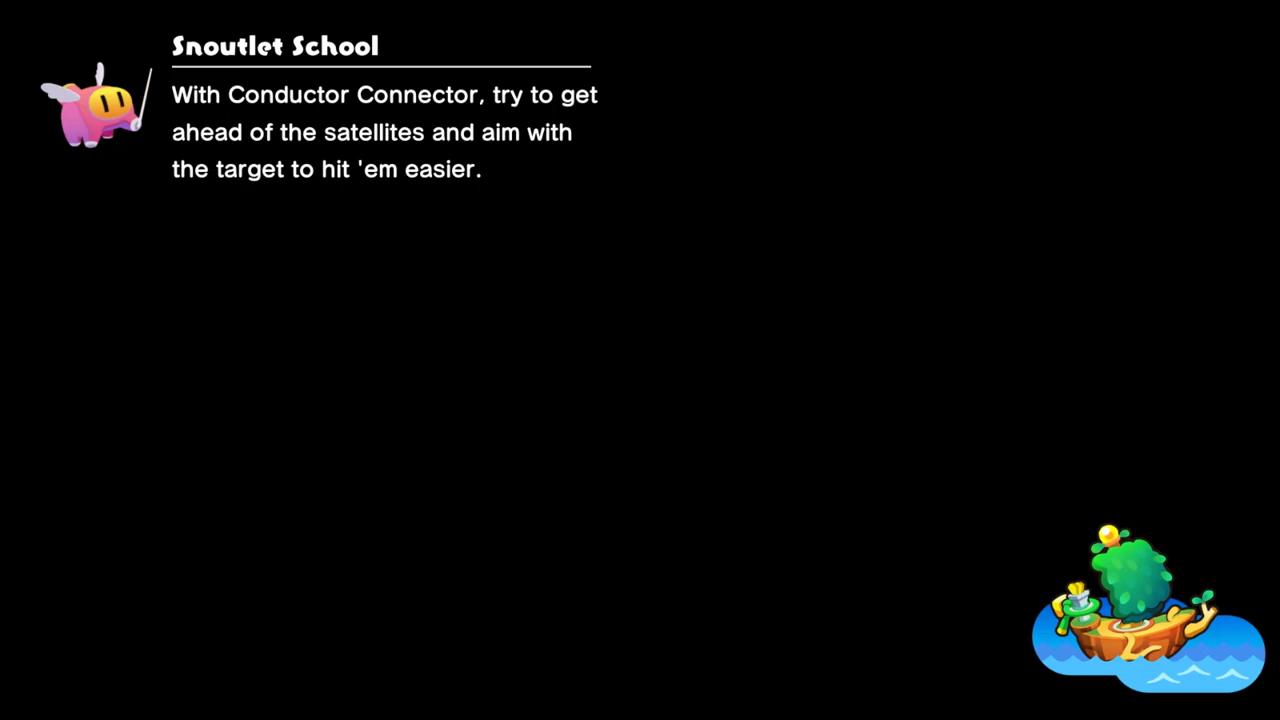 Snoutlet School
With Conductor Connector, try to get
ahead of the satellites and aim with
the target to hit 'em easier.